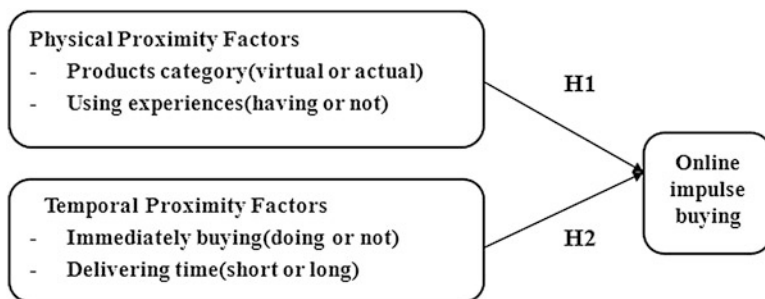 Physical Proximity Factors
- Products category(virtual or actual)
- Using experiences(having or not)
H1
Online
impulse
buying
Temporal Proximity Factors
- Immediately buying(doing or not)
- Delivering time(short or long)
H2